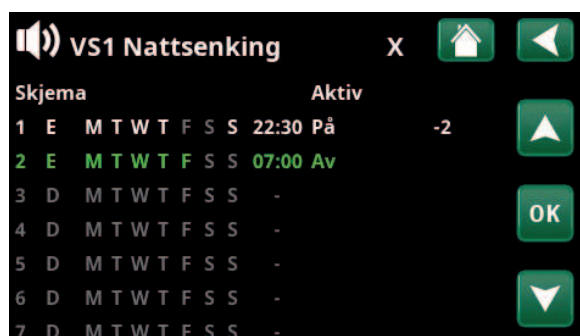 VS1 Nattsenking X
Skjema Aktiv
1 E M T W T F S S 22:30 På -2
2 E M T W T F S S 07:00 Av
3 D M T W T F S S -
4 D M T W T F S S -
OK
5 D M T W T F S S -
6 D M T W T F S S -
7 D M T W T F S S -